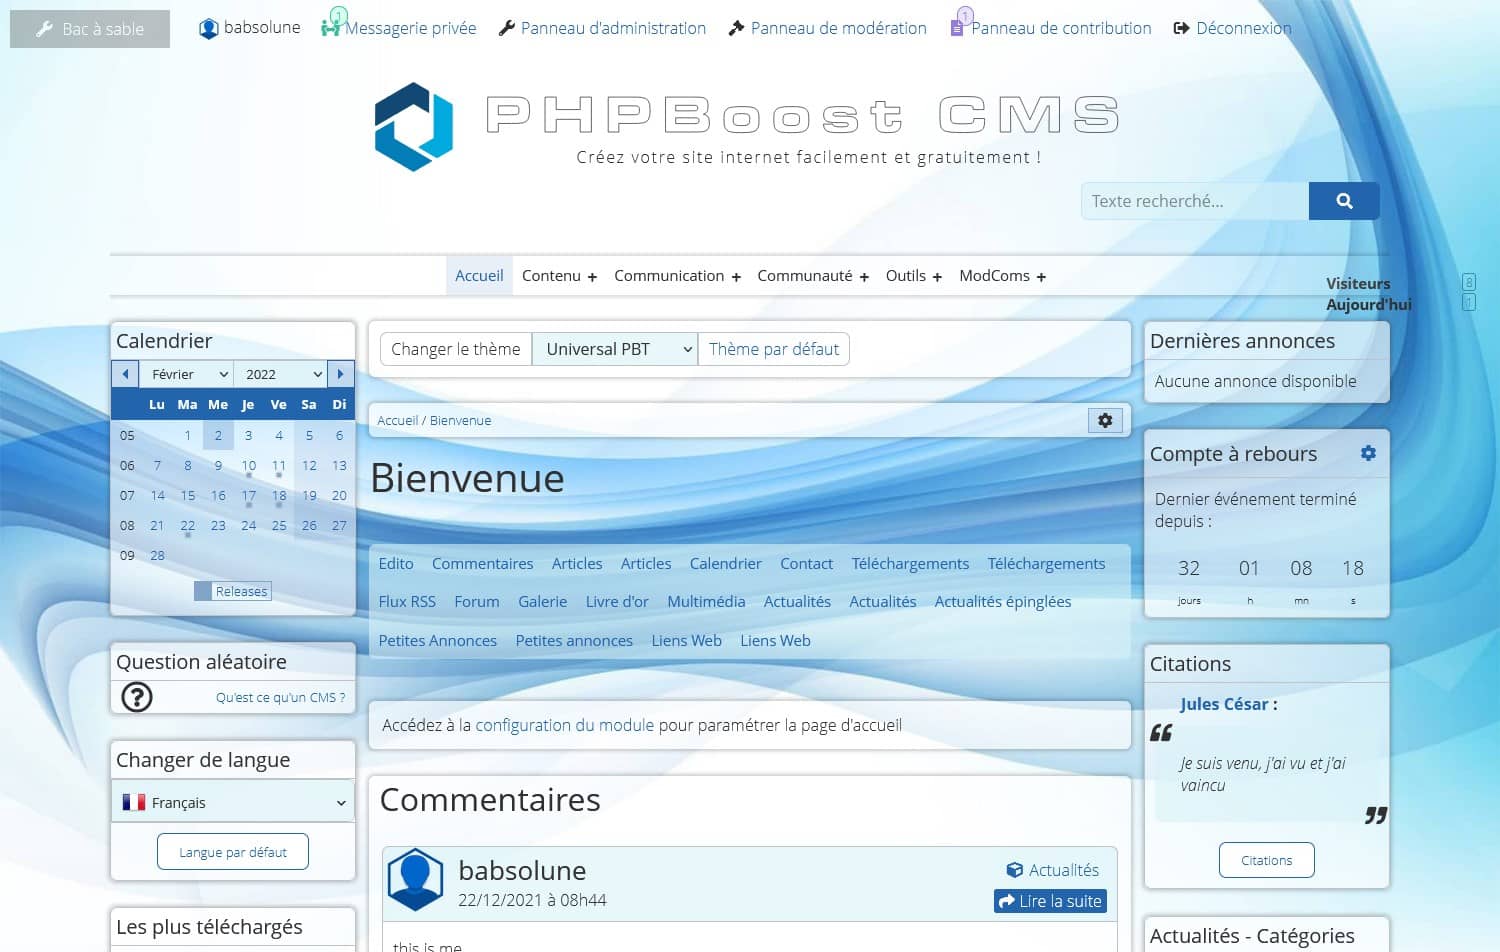 Bac à sable
babsolune
1
Messagerie privée
Panneau d'administration
Panneau de modération
1
Panneau de contribution
Déconnexion
PHPBoost CMS
Créez votre site internet facilement et gratuitement !
Texte recherché...
Accueil
Contenu +
Communication +
Communauté +
Outils +
ModComs +
Visiteurs 8
Aujourd'hui 1
Calendrier
Février 2022
Lu Ma Me Je Ve Sa Di
05 1 2 3 4 5 6
06 7 8 9 10 11 12 13
07 14 15 16 17 18 19 20
08 21 22 23 24 25 26 27
09 28
Releases
Question aléatoire
Qu'est ce qu'un CMS ?
Changer de langue
Français
Langue par défaut
Les plus téléchargés
Changer le thème Universal PBT Thème par défaut
Accueil / Bienvenue
Bienvenue
Edito Commentaires Articles Articles Calendrier Contact Téléchargements Téléchargements
Flux RSS Forum Galerie Livre d'or Multimédia Actualités Actualités Actualités épinglées
Petites Annonces Petites annonces Liens Web Liens Web
Accédez à la configuration du module pour paramétrer la page d'accueil
Commentaires
babsolune
22/12/2021 à 08h44
Actualités
Lire la suite
this is me
Dernières annonces
Aucune annonce disponible
Compte à rebours
Dernier événement terminé
depuis :
32 01 08 18
jours h mn s
Citations
Jules César :
Je suis venu, j'ai vu et j'ai
vaincu
Citations
Actualités - Catégories